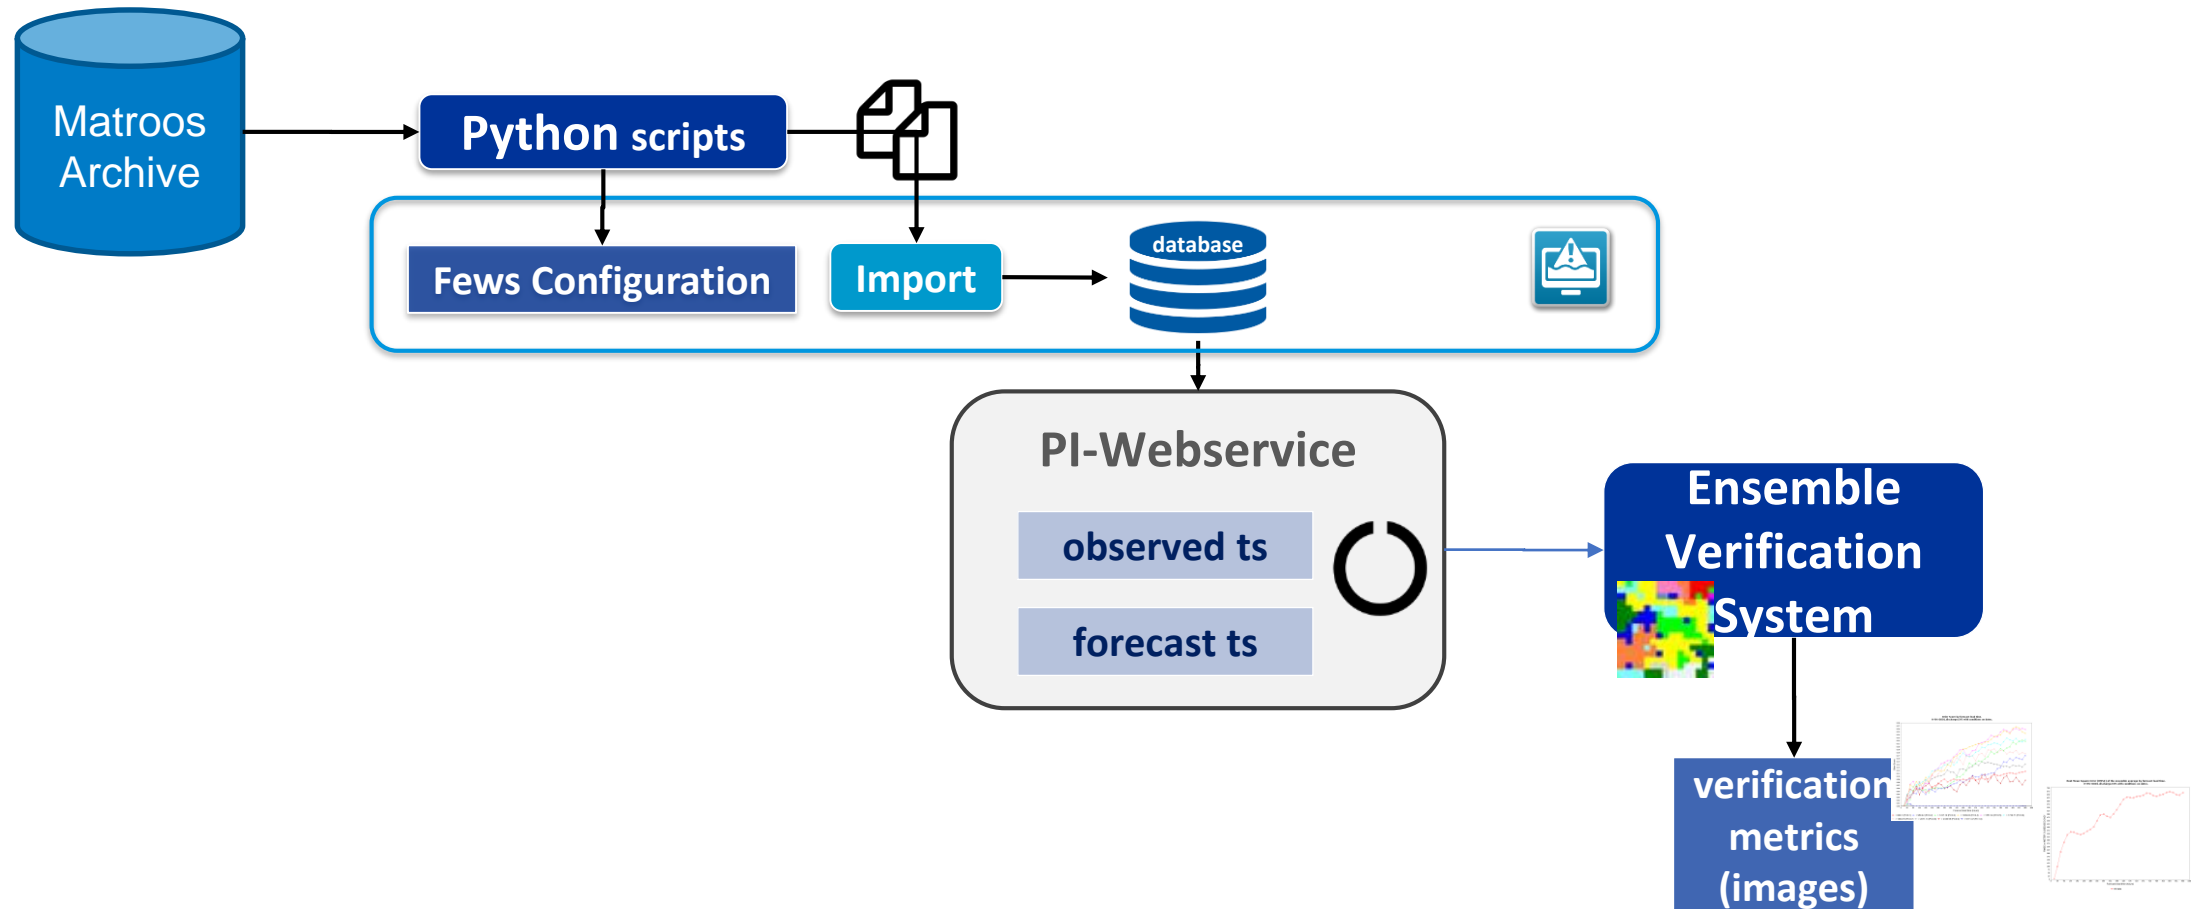 Matroos
Archive
Python scripts
Fews Configuration
Import
database
PI-Webservice
observed ts
forecast ts
Ensemble
Verification
System
verification
metrics
(images)